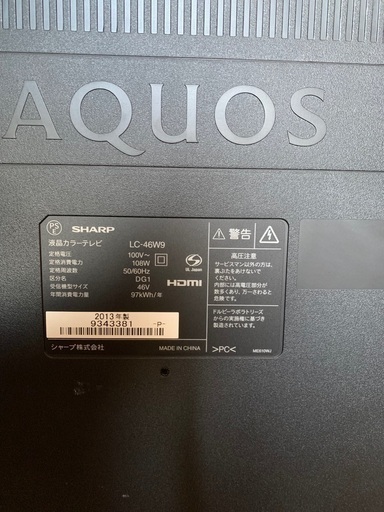 AQUOS
PS
E
SHARP
液晶カラーテレビ LC-46W9
定格電圧 100V~
定格消費電力 108W
定格周波数 50/60Hz
区分名 DG1
受信機型サイズ 46V
年間消費電力量 97kWh/年
S
JL Japan
HDMI
2013年製
9343381 -P-
シャープ株式会社 MADE IN CHINA
⚠警告
高圧注意
サービスマン以外の方は、
裏ぶたをあけないでください。
内部には高電圧部分が
数多くあり、万一さわると
危険です。
ドルビーラボラトリーズ
からの実施権に基づき
製造されています。
>PC<